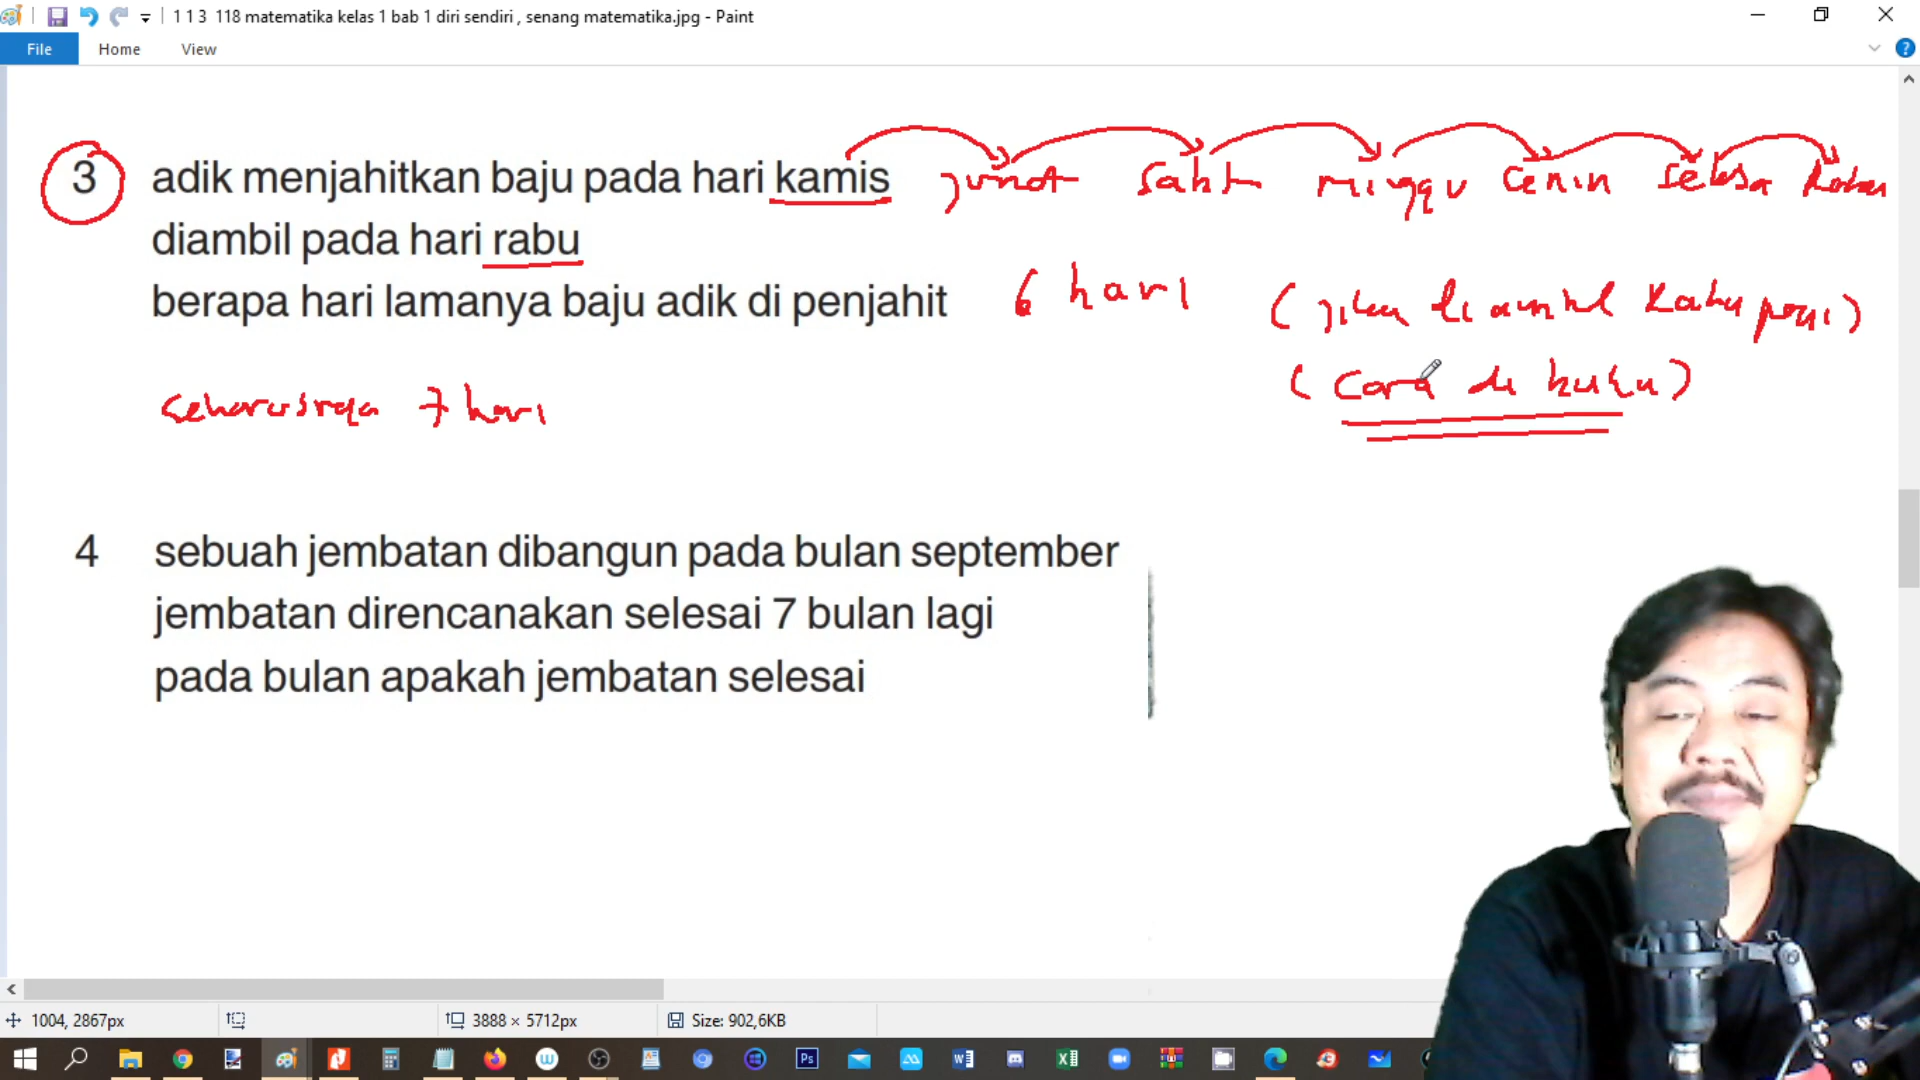 1 1 3  118 matematika kelas 1 bab 1 diri sendiri , senang matematika.jpg - Paint
File Home View
3 adik menjahitkan baju pada hari kamis jumat sabtu minggu senin selasa Rabu
diambil pada hari rabu
berapa hari lamanya baju adik di penjahit 6 hari (jika diambil Rabu pagi)
(cara di buku)
seharusnya 7 hari
4 sebuah jembatan dibangun pada bulan september
jembatan direncanakan selesai 7 bulan lagi
pada bulan apakah jembatan selesai
1004, 2867px 3888 × 5712px Size: 902,6KB